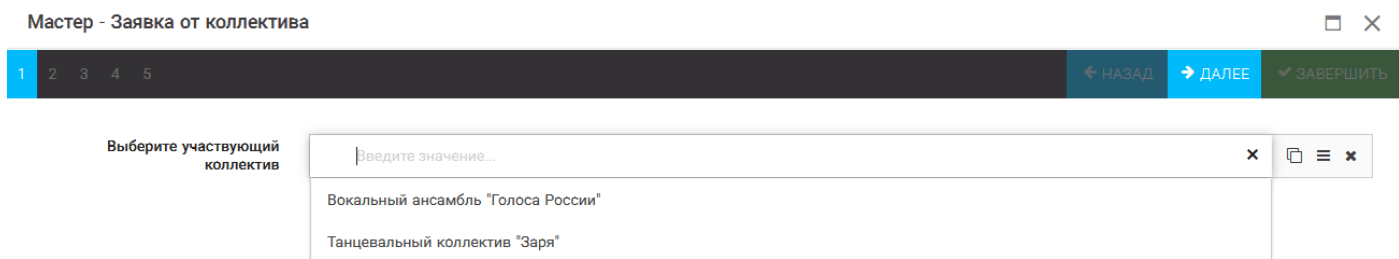 Мастер - Заявка от коллектива
1 2 3 4 5 НАЗАД ДАЛЕЕ ЗАВЕРШИТЬ
Выберите участвующий
коллектив
Введите значение...
Вокальный ансамбль "Голоса России"
Танцевальный коллектив "Заря"